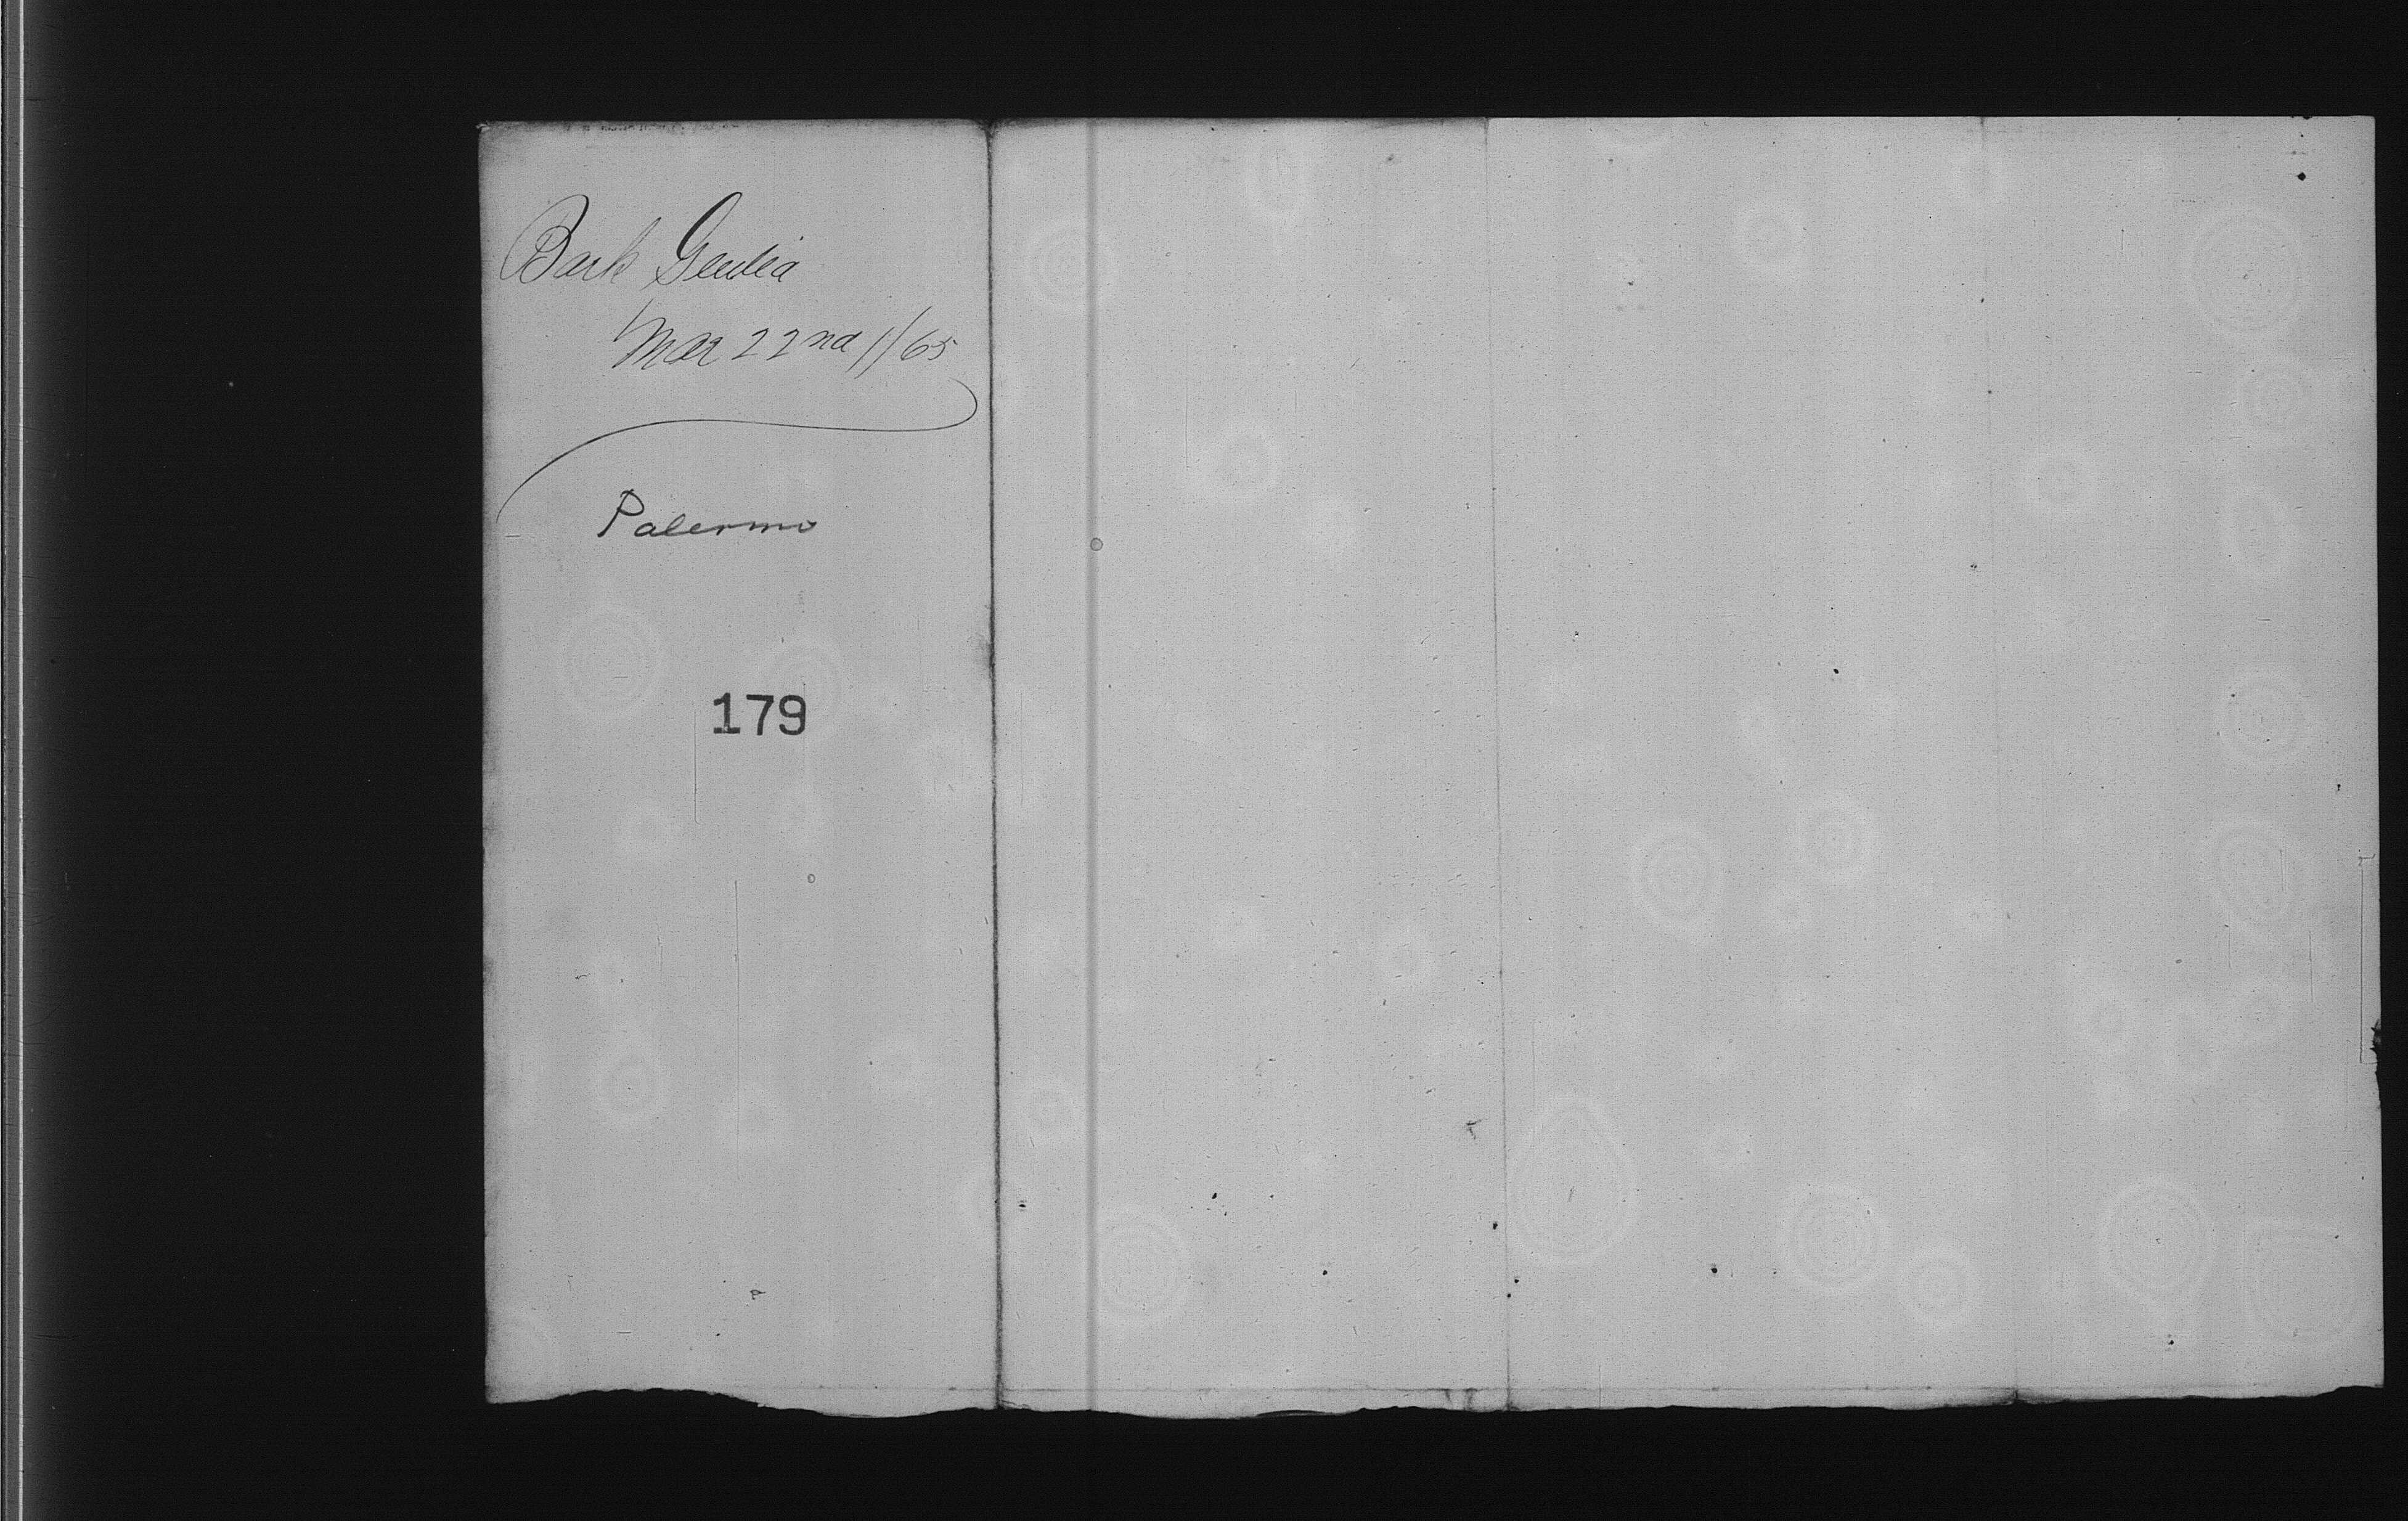 Bark Geulia
Mar 22nd //65
Palermo
179